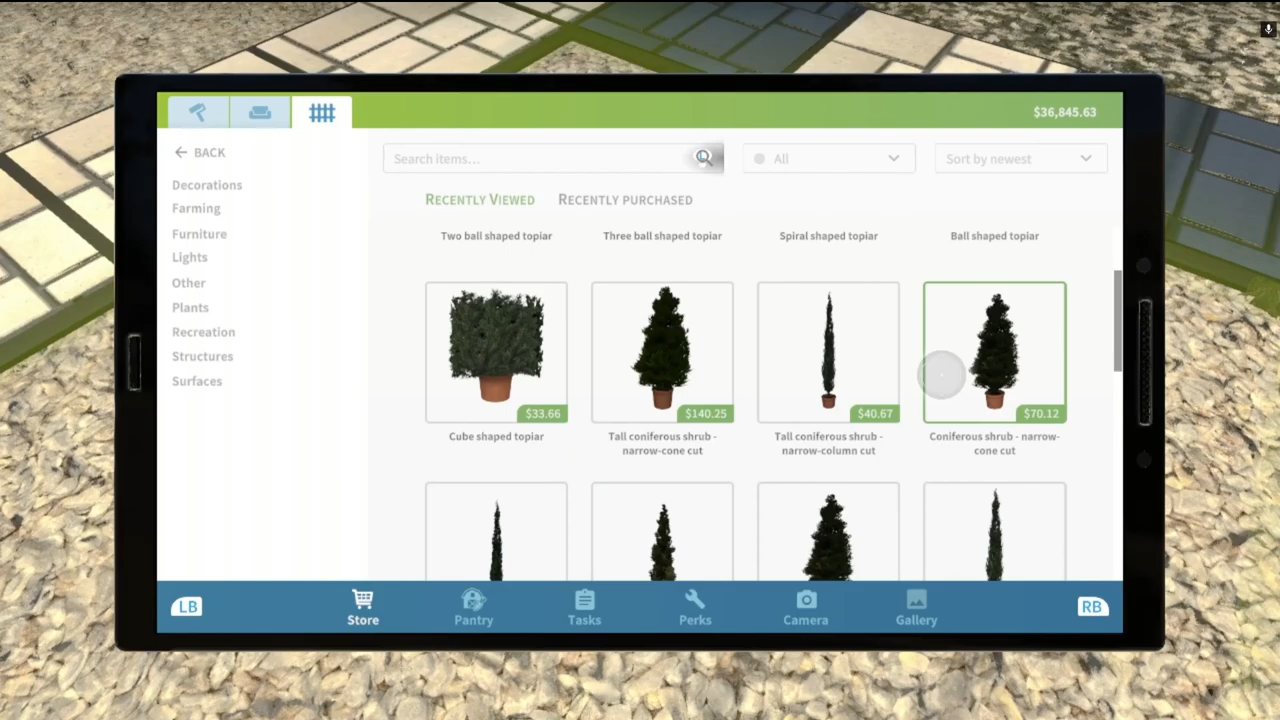 $36,845.63
BACK
Search items...
All
Sort by newest
Decorations
Farming
Furniture
Lights
Other
Plants
Recreation
Structures
Surfaces
RECENTLY VIEWED
RECENTLY PURCHASED
Two ball shaped topiar
Three ball shaped topiar
Spiral shaped topiar
Ball shaped topiar
$33.66
$140.25
$40.67
$70.12
Cube shaped topiar
Tall coniferous shrub -
narrow-cone cut
Tall coniferous shrub -
narrow-column cut
Coniferous shrub - narrow-
cone cut
LB
Store
Pantry
Tasks
Perks
Camera
Gallery
RB